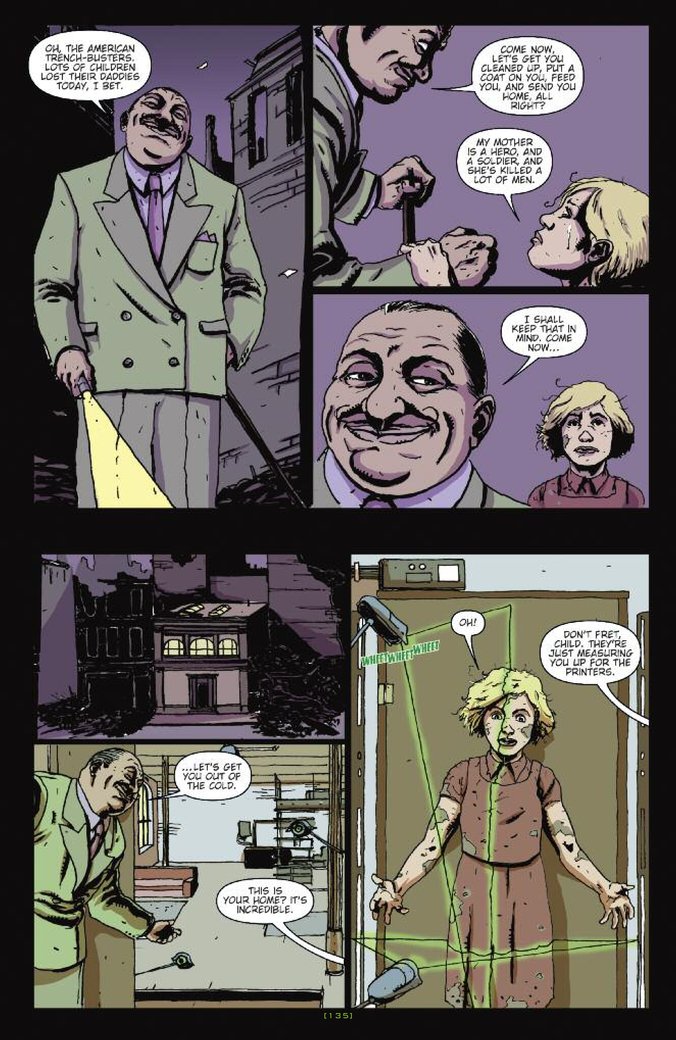 OH, THE AMERICAN
TRENCH-BUSTERS.
LOTS OF CHILDREN
LOST THEIR DADDIES
TODAY, I BET.
COME NOW,
LET'S GET YOU
CLEANED UP, PUT A
COAT ON YOU, FEED
YOU, AND SEND YOU
HOME, ALL
RIGHT?
MY MOTHER
IS A HERO, AND
A SOLDIER, AND
SHE'S KILLED A
LOT OF MEN.
I SHALL
KEEP THAT IN
MIND. COME
NOW...
...LET'S GET
YOU OUT OF
THE COLD.
THIS IS
YOUR HOME? IT'S
INCREDIBLE.
WHEETWHEETWHEET
OH!
DON'T FRET,
CHILD. THEY'RE
JUST MEASURING
YOU UP FOR THE
PRINTERS.
[135]